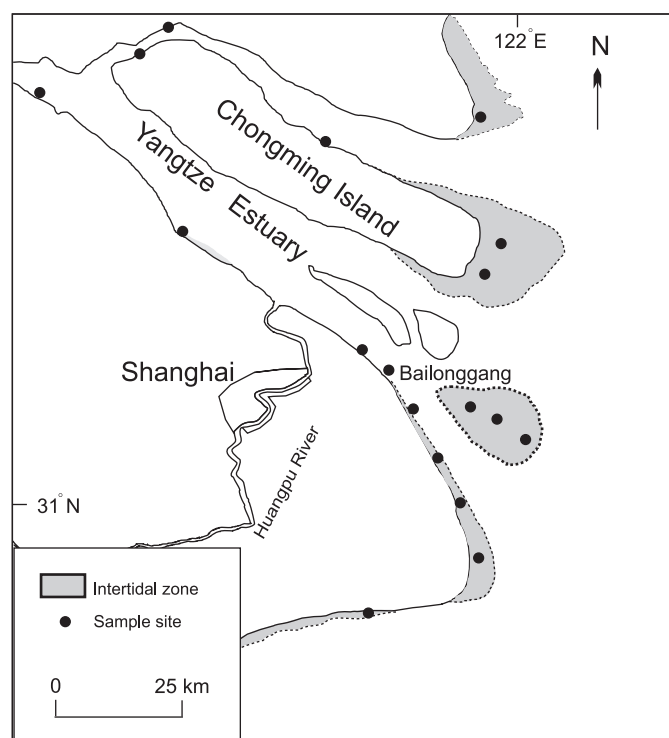 122°E
N
Chongming Island
Yangtze Estuary
Shanghai
Bailonggang
Huangpu River
31°N
Intertidal zone
Sample site
0 25 km